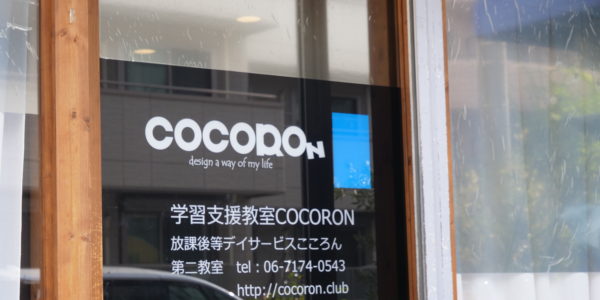 COCORON
design a way of my life
学習支援教室COCORON
放課後等デイサービスこころん
第二教室 tel : 06-7174-0543
http://cocoron.club